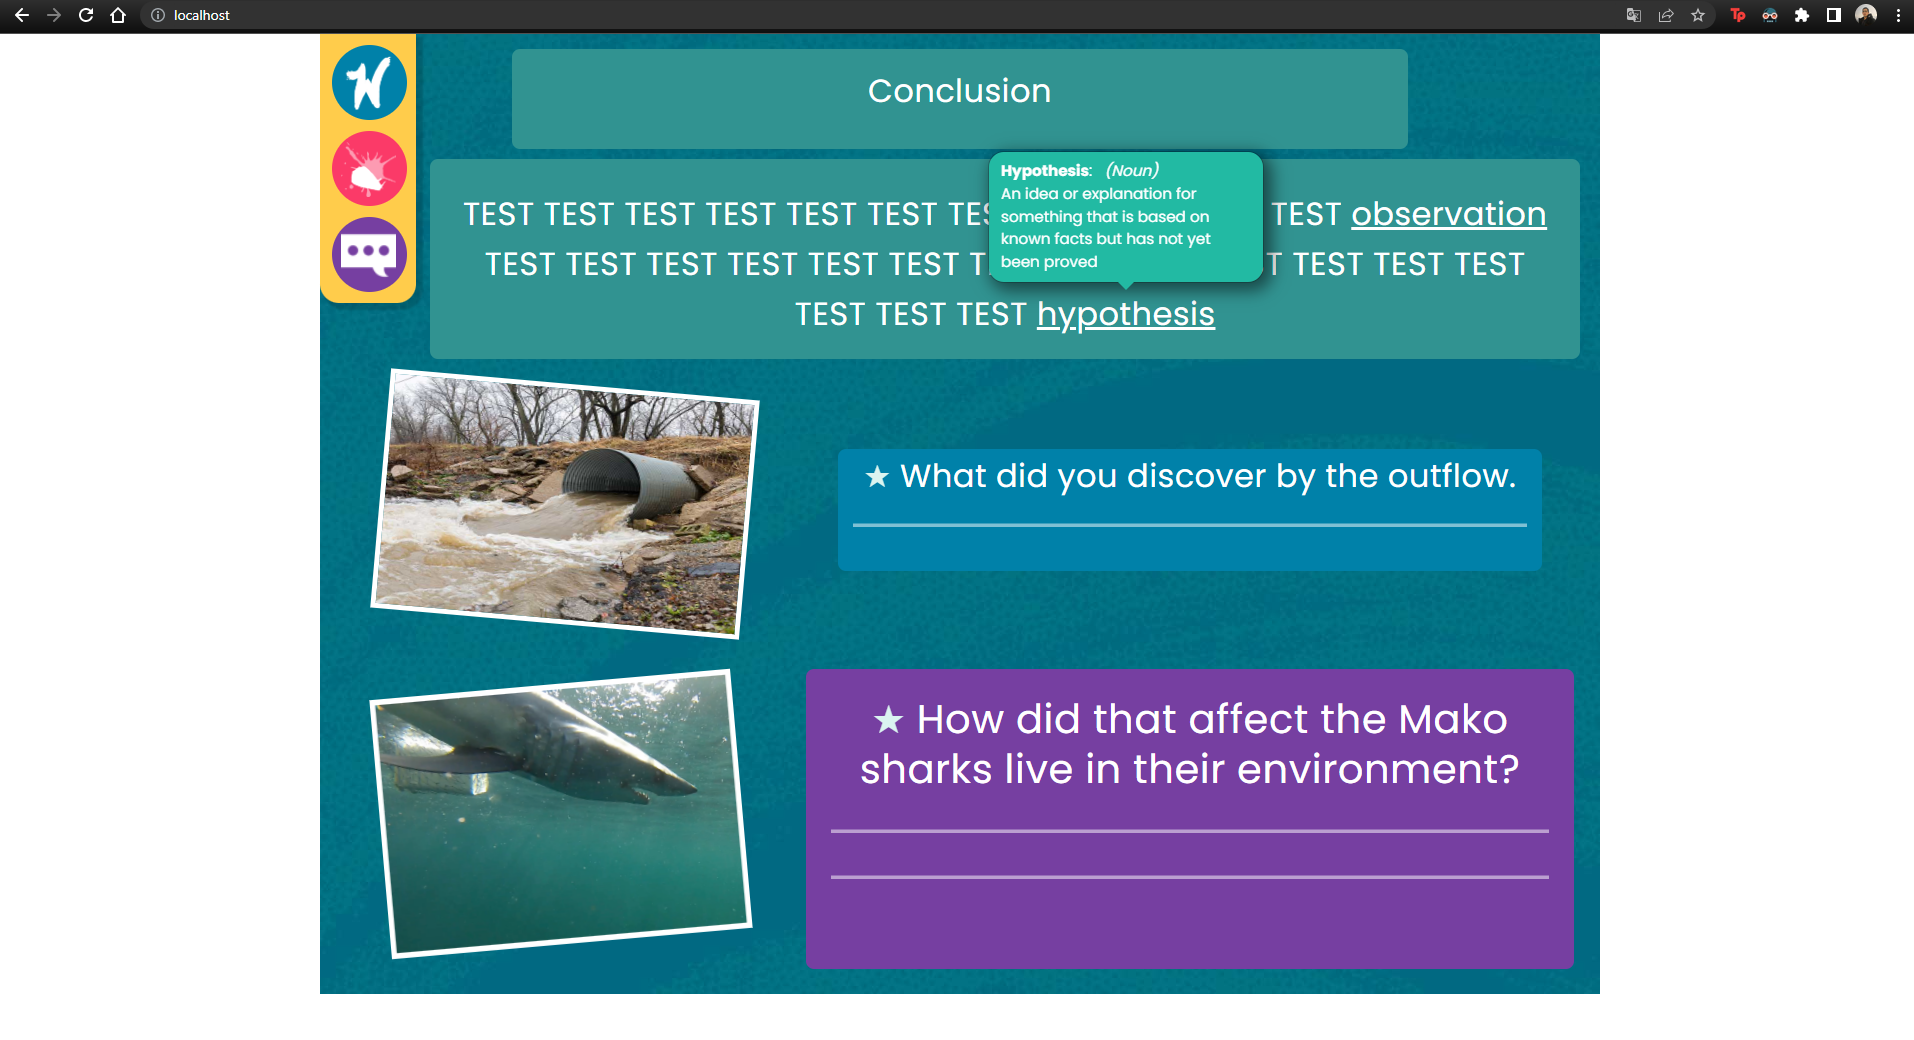 localhost
Conclusion
Hypothesis: (Noun)
An idea or explanation for
something that is based on
known facts but has not yet
been proved
TEST TEST TEST TEST TEST TEST TES TEST observation
TEST TEST TEST TEST TEST TEST T T TEST TEST TEST
TEST TEST TEST hypothesis
★ What did you discover by the outflow.
★ How did that affect the Mako
sharks live in their environment?